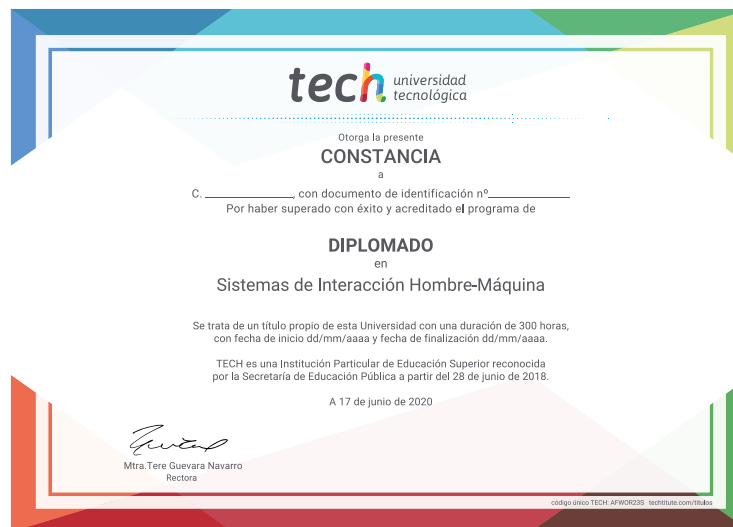 tech universidad
tecnológica
Otorga la presente
CONSTANCIA
a
C. ________________, con documento de identificación nº______________
Por haber superado con éxito y acreditado el programa de
DIPLOMADO
en
Sistemas de Interacción Hombre-Máquina
Se trata de un título propio de esta Universidad con una duración de 300 horas,
con fecha de inicio dd/mm/aaaa y fecha de finalización dd/mm/aaaa.
TECH es una Institución Particular de Educación Superior reconocida
por la Secretaría de Educación Pública a partir del 28 de junio de 2018.
A 17 de junio de 2020
Mtra.Tere Guevara Navarro
Rectora
código único TECH: AFWOR23S techtitute.com/titulos